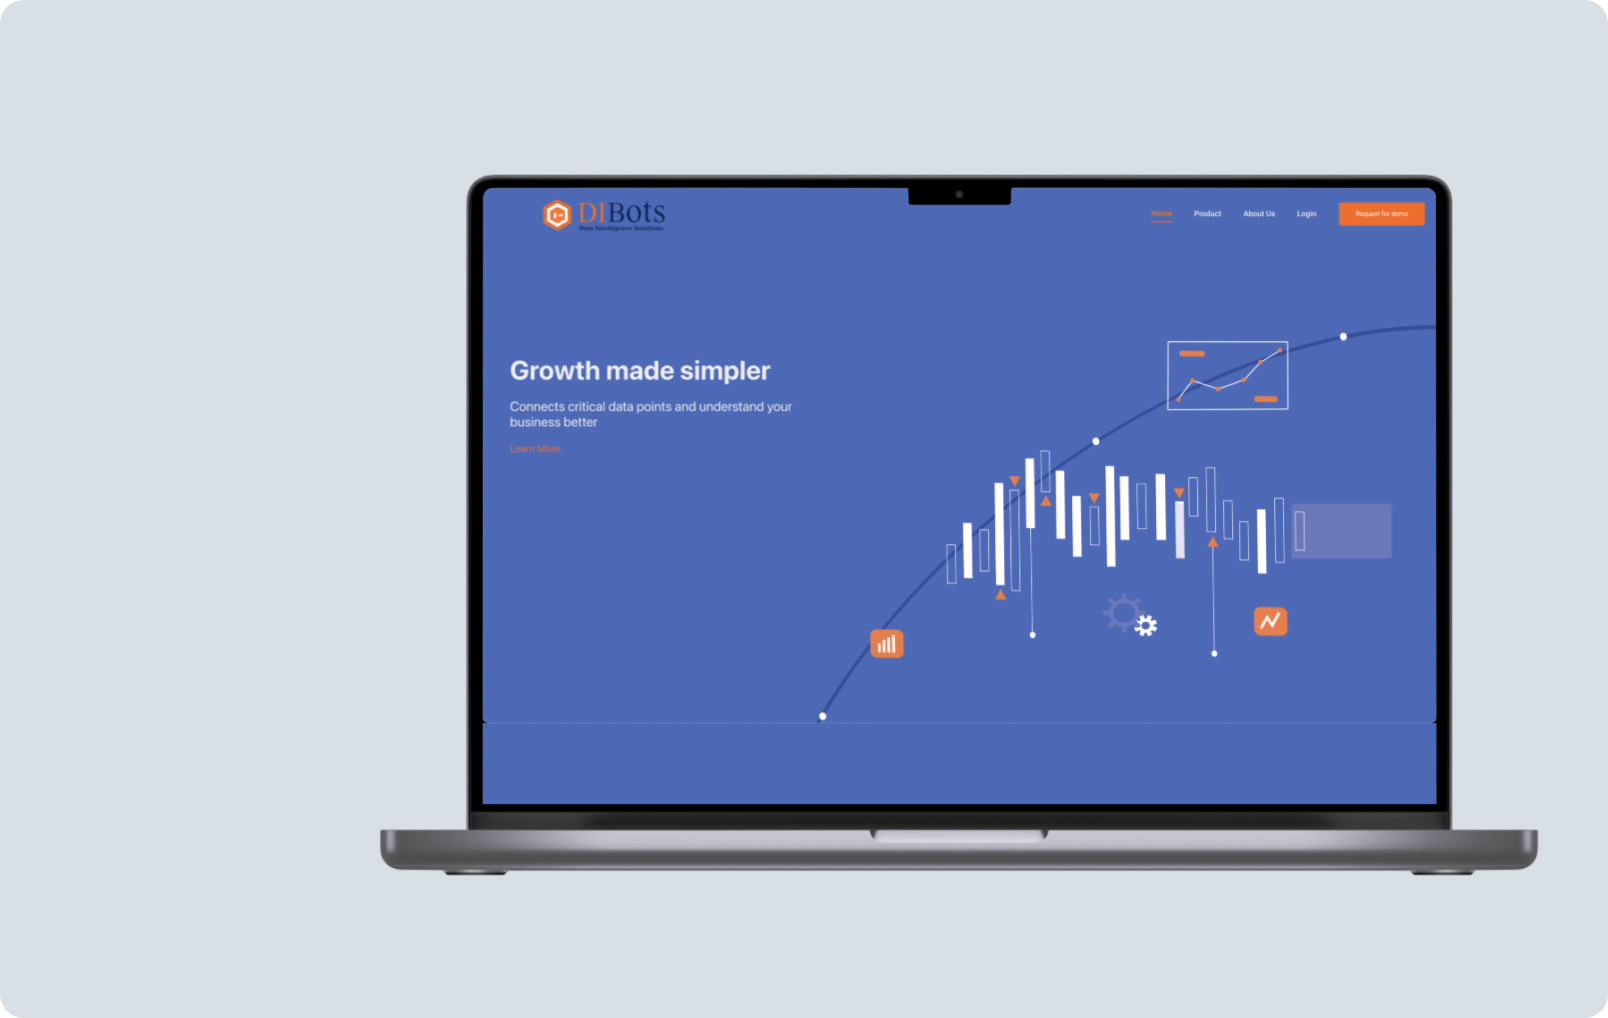 DIBots
Data Intelligence Solutions
Home
Product
About Us
Login
Request for demo
Growth made simpler
Connects critical data points and understand your
business better
Learn More